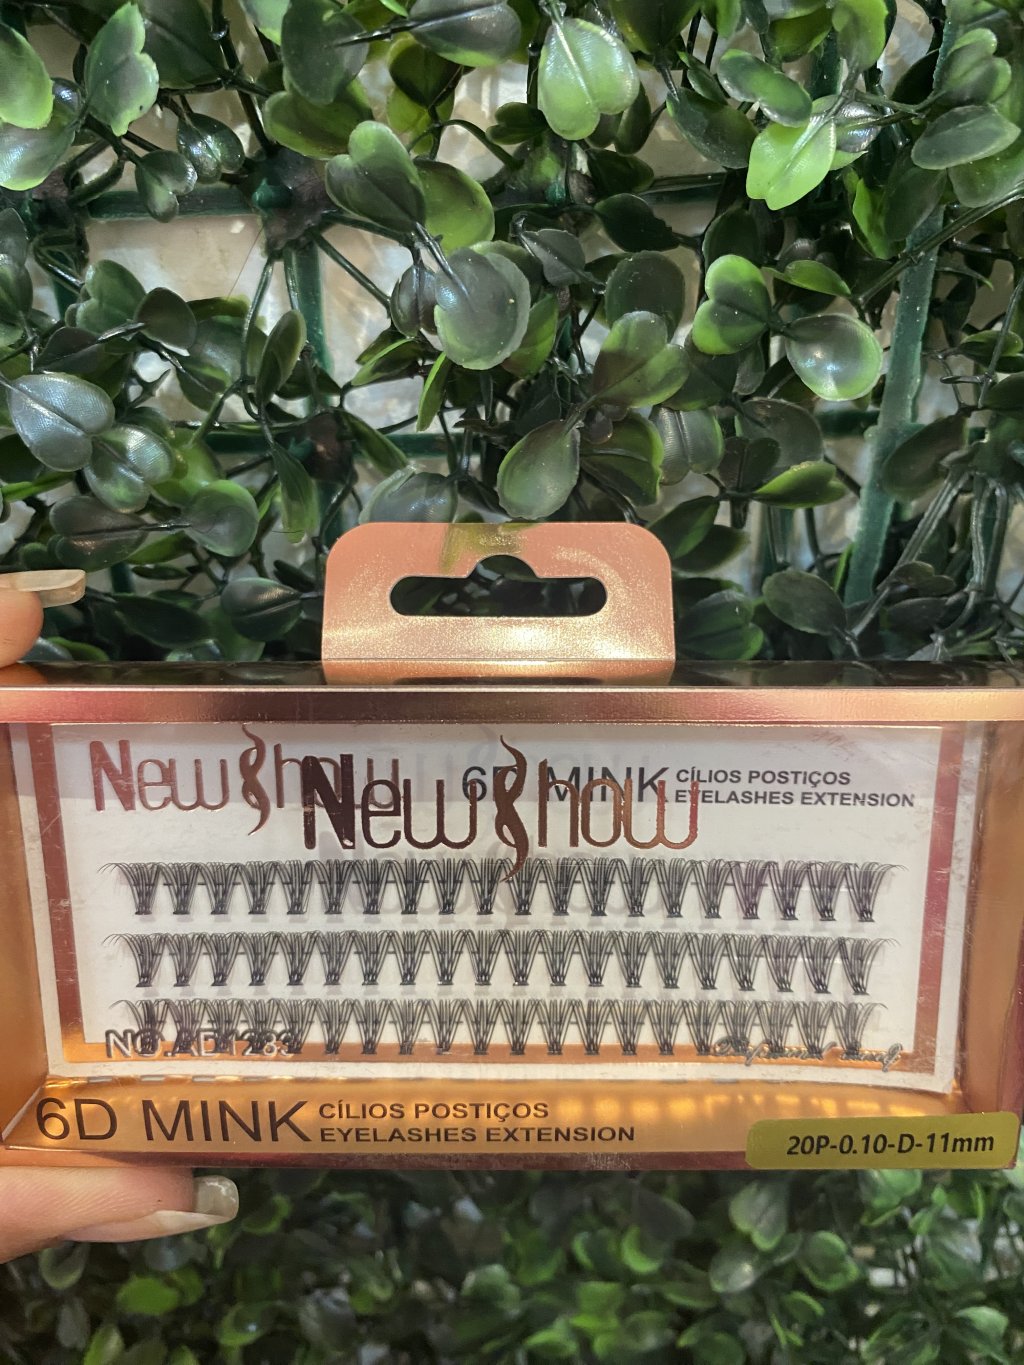 New Show
6D MINK CÍLIOS POSTIÇOS
EYELASHES EXTENSION
New Show
NO.AD1283
6D MINK CÍLIOS POSTIÇOS
EYELASHES EXTENSION
20P-0.10-D-11mm